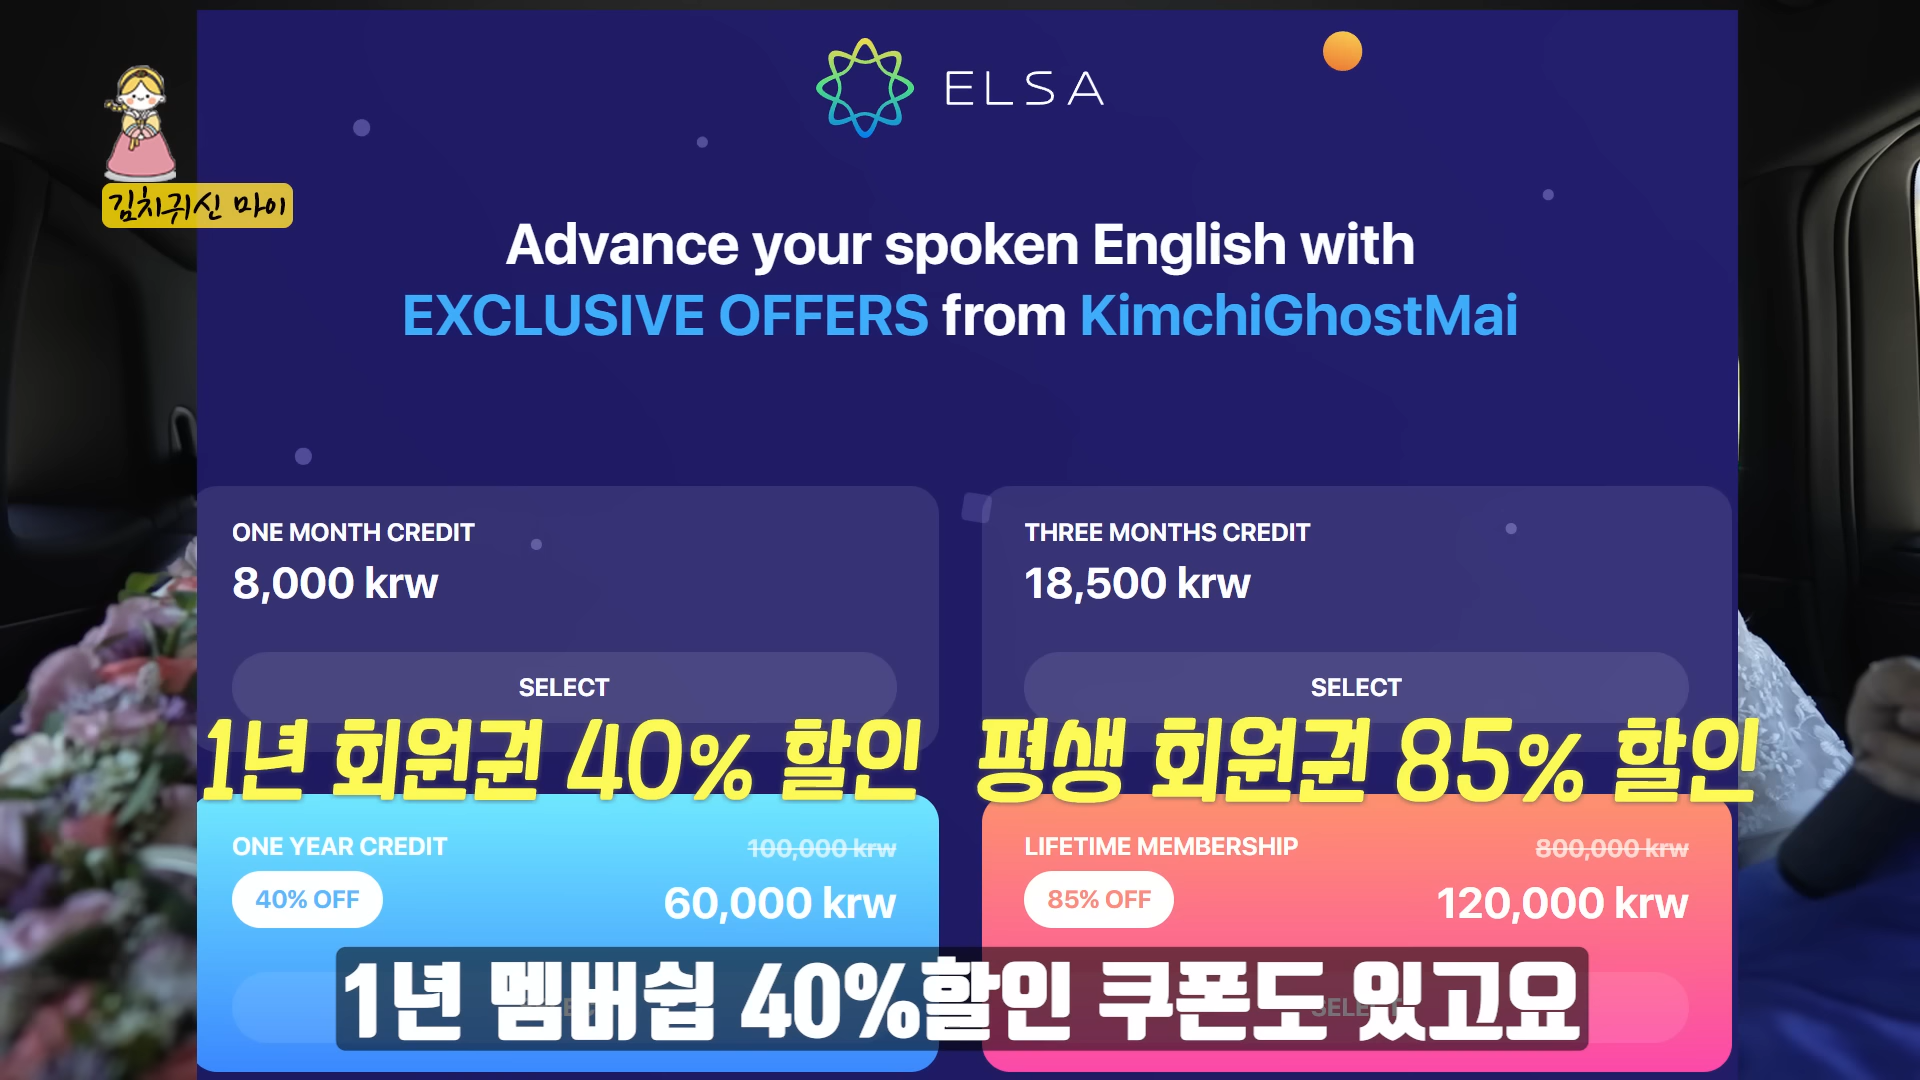 ELSA
김치귀신 마이
Advance your spoken English with
EXCLUSIVE OFFERS from KimchiGhostMai
ONE MONTH CREDIT
8,000 krw
SELECT
THREE MONTHS CREDIT
18,500 krw
SELECT
1년 회원권 40% 할인
평생 회원권 85% 할인
ONE YEAR CREDIT
100,000 krw
40% OFF
60,000 krw
LIFETIME MEMBERSHIP
800,000 krw
85% OFF
120,000 krw
SELECT
1년 멤버쉽 40%할인 쿠폰도 있고요